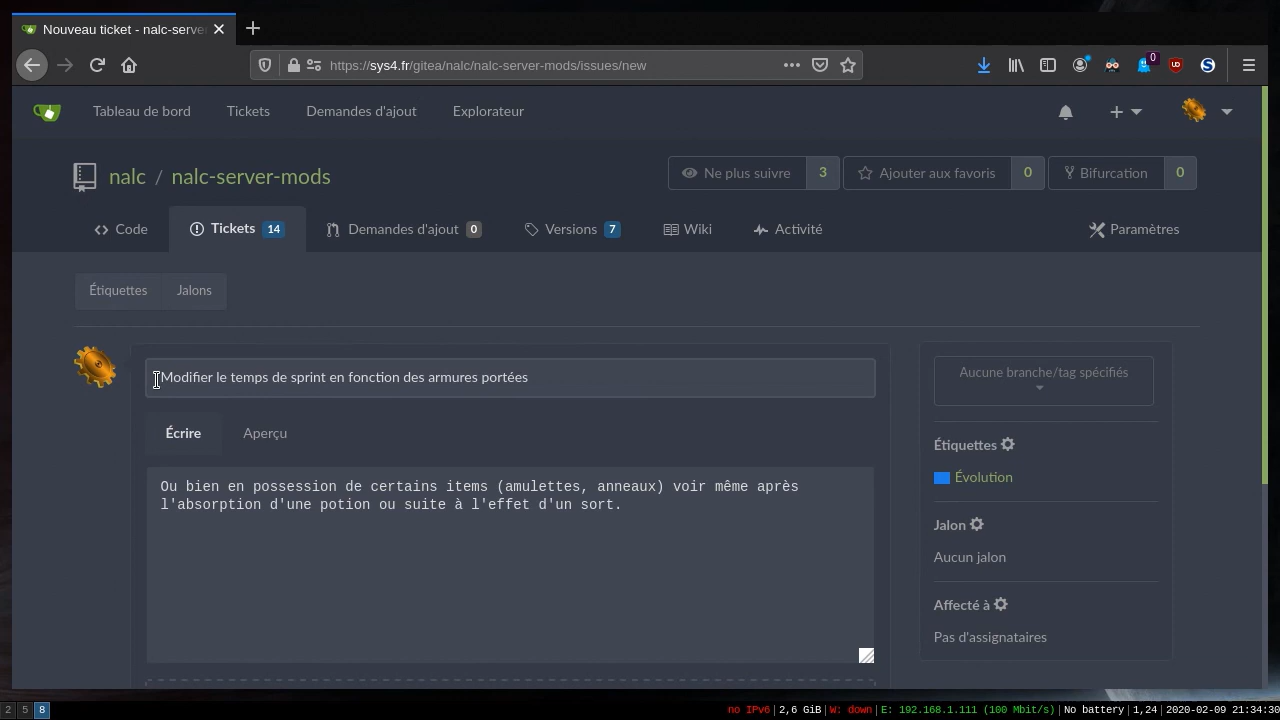 Nouveau ticket - nalc-serve
https://sys4.fr/gitea/nalc/nalc-server-mods/issues/new
0
Tableau de bord
Tickets
Demandes d'ajout
Explorateur
nalc / nalc-server-mods
Ne plus suivre 3
Ajouter aux favoris 0
Bifurcation 0
Code
Tickets 14
Demandes d'ajout 0
Versions 7
Wiki
Activité
Paramètres
Étiquettes
Jalons
Modifier le temps de sprint en fonction des armures portées
Écrire
Aperçu
Ou bien en possession de certains items (amulettes, anneaux) voir même après
l'absorption d'une potion ou suite à l'effet d'un sort.
Aucune branche/tag spécifiés
Étiquettes
Évolution
Jalon
Aucun jalon
Affecté à
Pas d'assignataires
2 5 8
no IPv6|2,6 GiB|W: down|E: 192.168.1.111 (100 Mbit/s)|No battery|1,24|2020-02-09 21:34:30